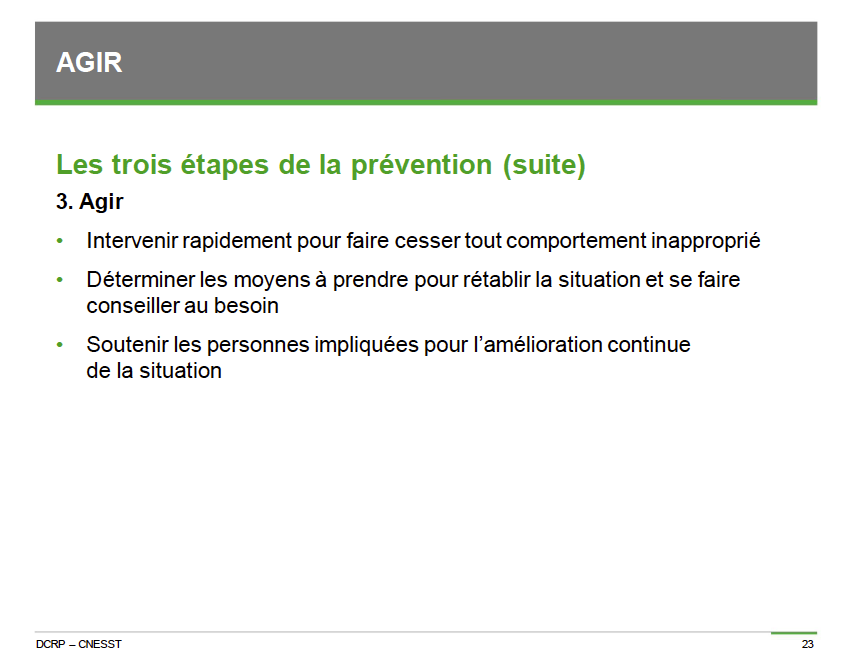 AGIR
Les trois étapes de la prévention (suite)
3. Agir
• Intervenir rapidement pour faire cesser tout comportement inapproprié
• Déterminer les moyens à prendre pour rétablir la situation et se faire
conseiller au besoin
• Soutenir les personnes impliquées pour l’amélioration continue
de la situation
DCRP – CNESST
23